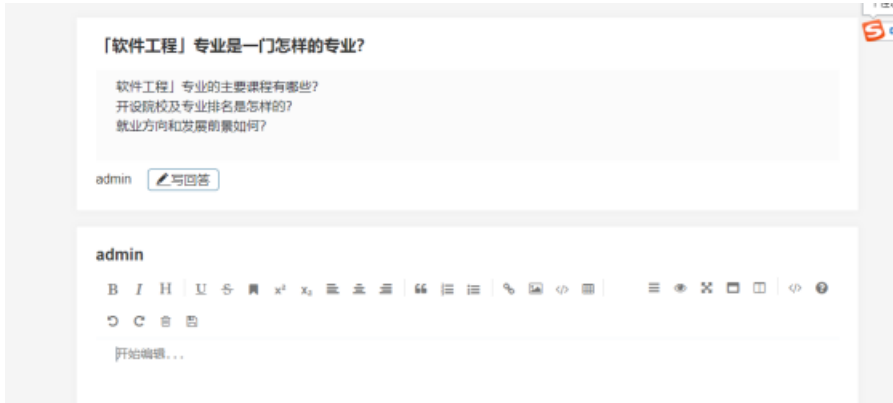 「软件工程」专业是一门怎样的专业?
软件工程」专业的主要课程有哪些?
开设院校及专业排名是怎样的?
就业方向和发展前景如何?
admin 写回答
admin
B I H U S x² x₂
开始编辑...